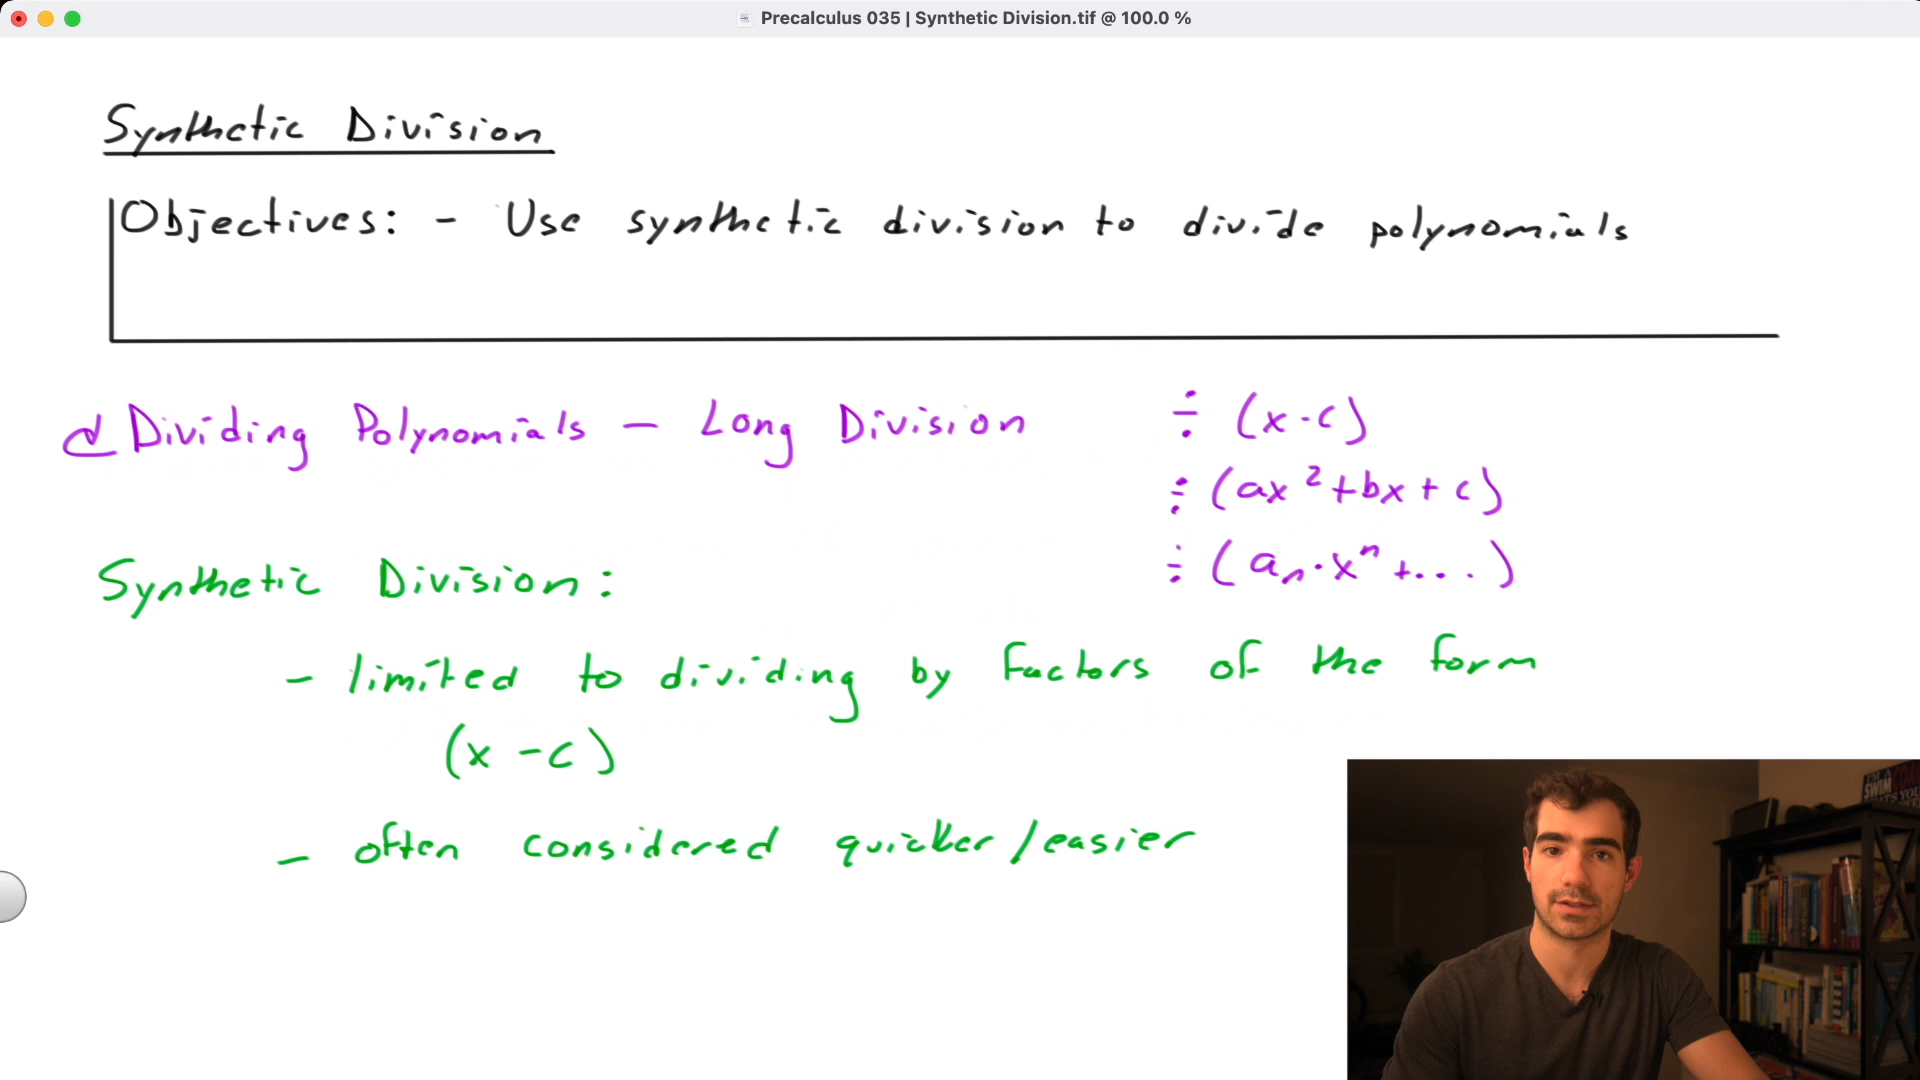 Precalculus 035 | Synthetic Division.tif @ 100.0 %
Synthetic Division
Objectives: - Use synthetic division to divide polynomials
Dividing Polynomials - Long Division ÷ (x-c)
÷ (ax²+bx+c)
÷ (aₙ·xⁿ +....)
Synthetic Division:
- limited to dividing by factors of the form
(x -c)
- often considered quicker/easier
SWIM